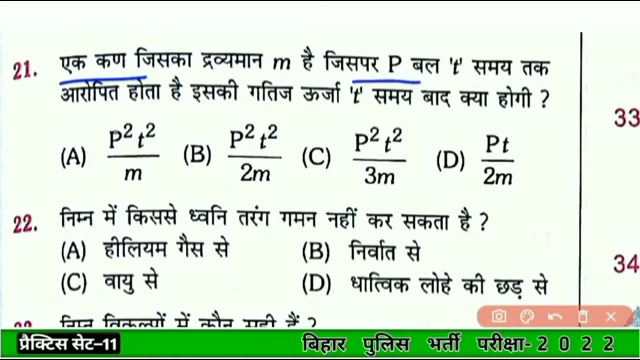 21. एक कण जिसका द्रव्यमान m है जिसपर P बल 't' समय तक
आरोपित होता है इसकी गतिज ऊर्जा 't' समय बाद क्या होगी ?
(A) P²t²/m (B) P²t²/2m (C) P²t²/3m (D) Pt/2m
22. निम्न में किससे ध्वनि तरंग गमन नहीं कर सकता है ?
(A) हीलियम गैस से (B) निर्वात से
(C) वायु से (D) धात्विक लोहे की छड़ से
33
34
प्रैक्टिस सेट-11 बिहार पुलिस भर्ती परीक्षा-2022